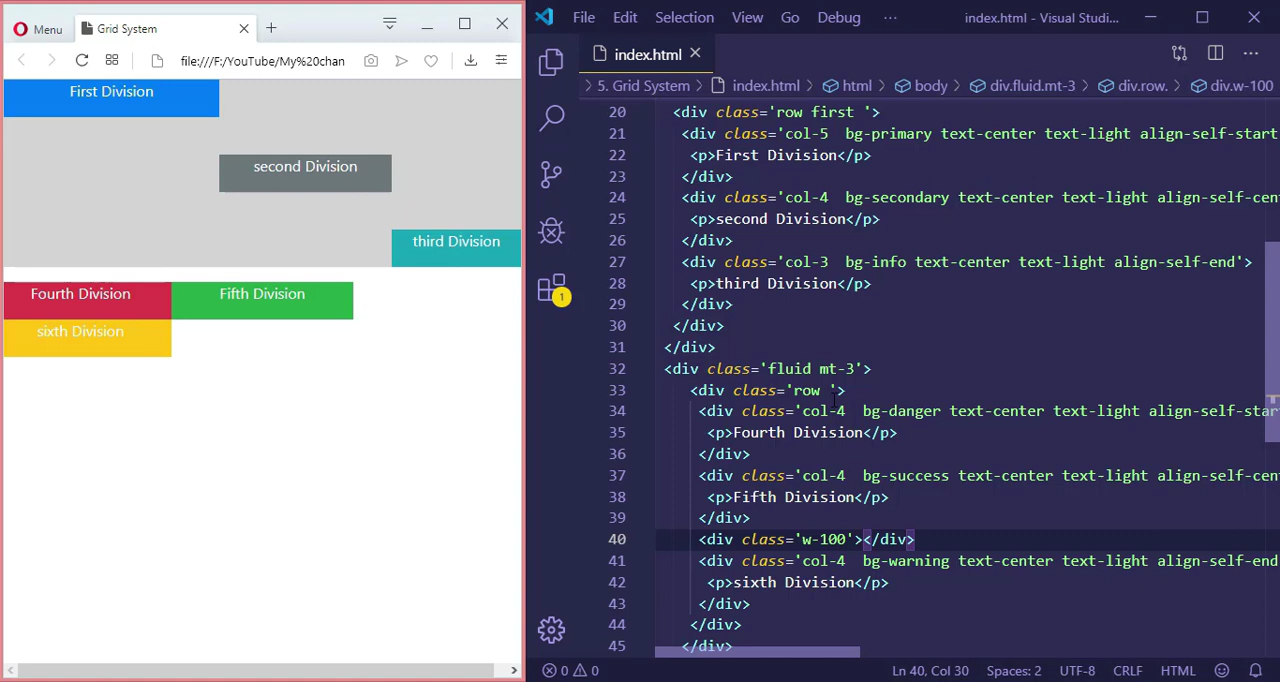 Menu
Grid System
file:///F:/YouTube/My%20chan
First Division
second Division
third Division
Fourth Division
Fifth Division
sixth Division
File Edit Selection View Go Debug ··· index.html - Visual Studi...
index.html
5. Grid System > index.html > html > body > div.fluid.mt-3 > div.row. > div.w-100
20 <div class='row first '>
21 <div class='col-5  bg-primary text-center text-light align-self-start
22 <p>First Division</p>
23 </div>
24 <div class='col-4  bg-secondary text-center text-light align-self-cen
25 <p>second Division</p>
26 </div>
27 <div class='col-3  bg-info text-center text-light align-self-end'>
28 <p>third Division</p>
29 </div>
30 </div>
31 </div>
32 <div class='fluid mt-3'>
33 <div class='row '>
34 <div class='col-4  bg-danger text-center text-light align-self-star
35 <p>Fourth Division</p>
36 </div>
37 <div class='col-4  bg-success text-center text-light align-self-cen
38 <p>Fifth Division</p>
39 </div>
40 <div class='w-100'></div>
41 <div class='col-4  bg-warning text-center text-light align-self-end
42 <p>sixth Division</p>
43 </div>
44 </div>
45 </div>
1
0 0 Ln 40, Col 30 Spaces: 2 UTF-8 CRLF HTML